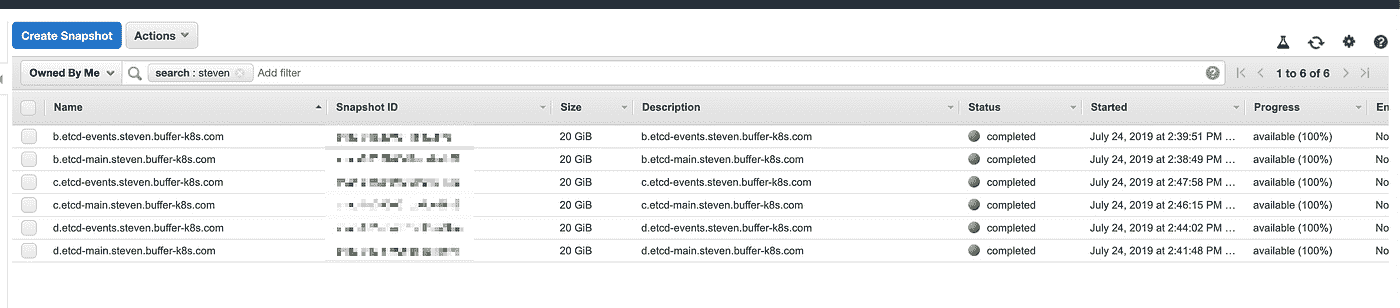 Create Snapshot Actions
Owned By Me search : steven Add filter 1 to 6 of 6
Name Snapshot ID Size Description Status Started Progress En
b.etcd-events.steven.buffer-k8s.com 20 GiB b.etcd-events.steven.buffer-k8s.com completed July 24, 2019 at 2:39:51 PM ... available (100%) No
b.etcd-main.steven.buffer-k8s.com 20 GiB b.etcd-main.steven.buffer-k8s.com completed July 24, 2019 at 2:38:49 PM ... available (100%) No
c.etcd-events.steven.buffer-k8s.com 20 GiB c.etcd-events.steven.buffer-k8s.com completed July 24, 2019 at 2:47:58 PM ... available (100%) No
c.etcd-main.steven.buffer-k8s.com 20 GiB c.etcd-main.steven.buffer-k8s.com completed July 24, 2019 at 2:46:15 PM ... available (100%) No
d.etcd-events.steven.buffer-k8s.com 20 GiB d.etcd-events.steven.buffer-k8s.com completed July 24, 2019 at 2:44:02 PM ... available (100%) No
d.etcd-main.steven.buffer-k8s.com 20 GiB d.etcd-main.steven.buffer-k8s.com completed July 24, 2019 at 2:41:48 PM ... available (100%) No